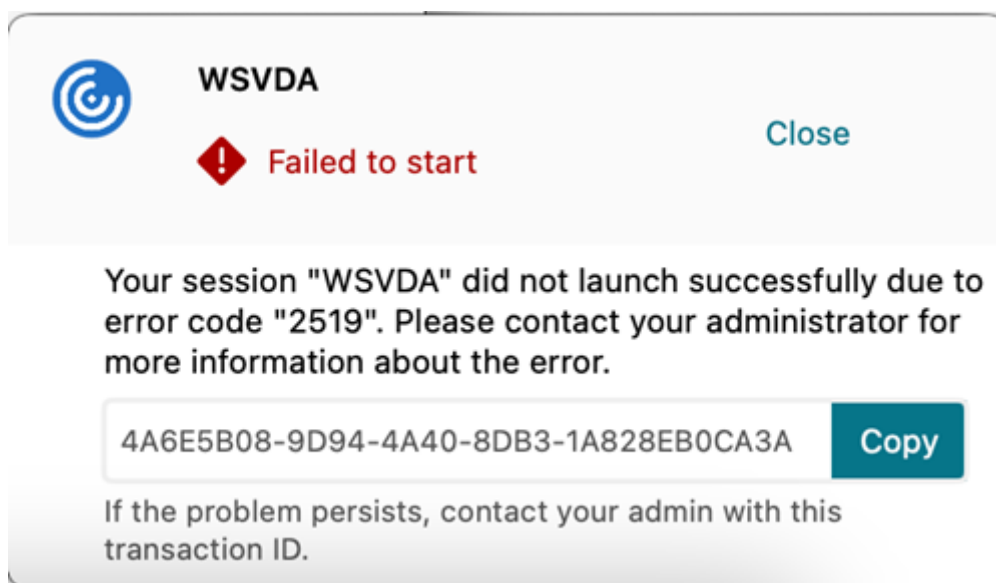 WSVDA
Close
Failed to start
Your session "WSVDA" did not launch successfully due to
error code "2519". Please contact your administrator for
more information about the error.
4A6E5B08-9D94-4A40-8DB3-1A828EB0CA3A
Copy
If the problem persists, contact your admin with this
transaction ID.